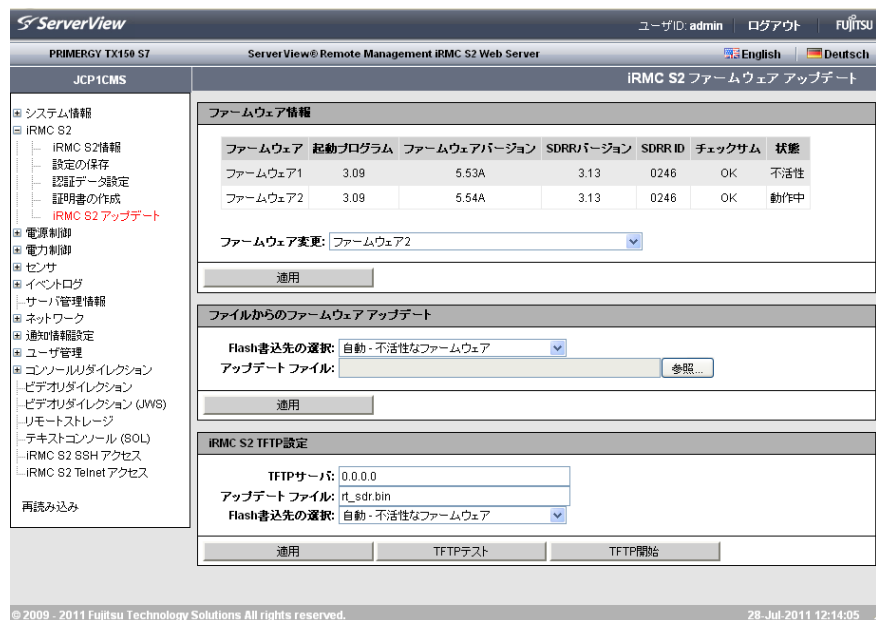 ServerView
ユーザID: admin ログアウト FUJITSU
PRIMERGY TX150 S7 ServerView® Remote Management iRMC S2 Web Server English Deutsch
JCP1CMS iRMC S2 ファームウェア アップデート
システム情報
iRMC S2
iRMC S2情報
設定の保存
認証データ設定
証明書の作成
iRMC S2 アップデート
電源制御
電力制御
センサ
イベントログ
サーバ管理情報
ネットワーク
通知情報設定
ユーザ管理
コンソールリダイレクション
ビデオリダイレクション
ビデオリダイレクション (JWS)
リモートストレージ
テキストコンソール (SOL)
iRMC S2 SSH アクセス
iRMC S2 Telnet アクセス
再読み込み
ファームウェア情報
ファームウェア 起動プログラム ファームウェアバージョン SDRRバージョン SDRR ID チェックサム 状態
ファームウェア1 3.09 5.53A 3.13 0246 OK 不活性
ファームウェア2 3.09 5.54A 3.13 0246 OK 動作中
ファームウェア変更: ファームウェア2
適用
ファイルからのファームウェア アップデート
Flash書込先の選択: 自動 - 不活性なファームウェア
アップデート ファイル: 参照...
適用
iRMC S2 TFTP設定
TFTPサーバ: 0.0.0.0
アップデート ファイル: rt_sdr.bin
Flash書込先の選択: 自動 - 不活性なファームウェア
適用 TFTPテスト TFTP開始
© 2009 - 2011 Fujitsu Technology Solutions All rights reserved. 28-Jul-2011 12:14:05